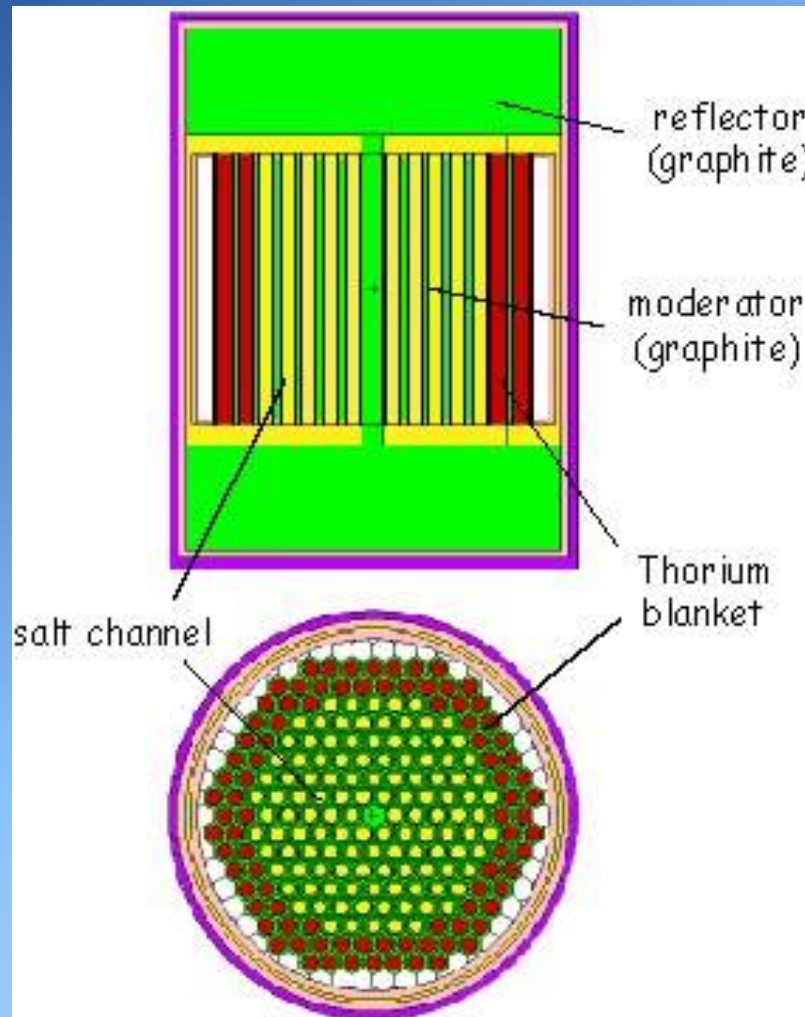 reflector
(graphite)
moderator
(graphite)
Thorium
blanket
salt channel